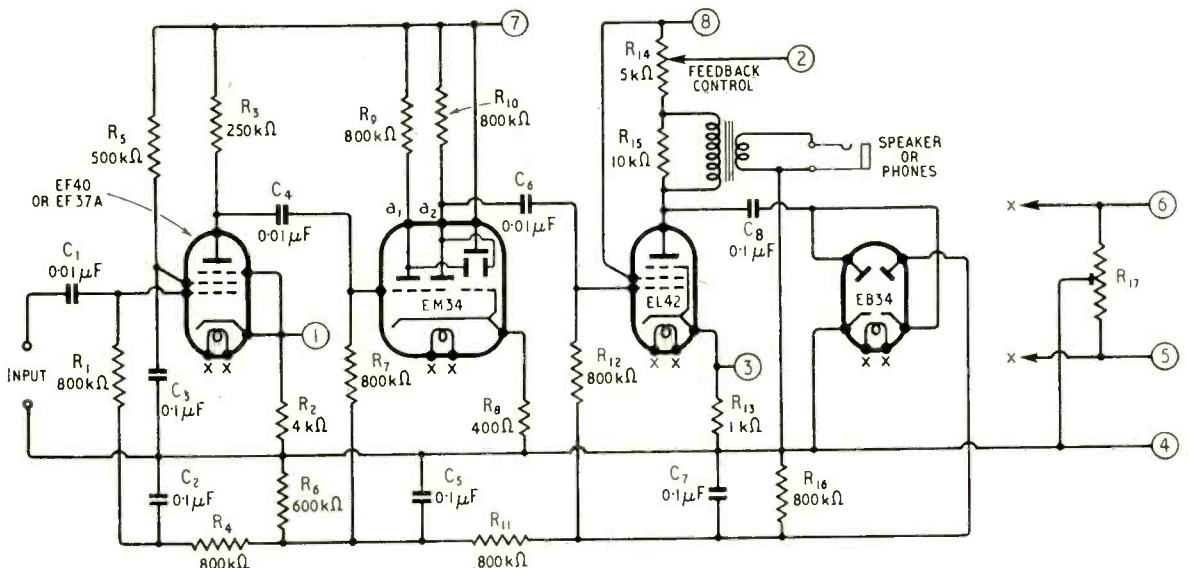 7
8
2
R14
5kΩ
FEEDBACK
CONTROL
R3
250kΩ
R9
800kΩ
R10
800kΩ
R5
500kΩ
R15
10kΩ
SPEAKER
OR
PHONES
EF40
OR EF37A
C4
0·01μF
a1
a2
C6
0·01μF
C8
0·1μF
6
C1
0·01μF
R17
EM34
EL42
EB34
INPUT
R1
800kΩ
X X
1
R7
800kΩ
X X
R12
800kΩ
X X
3
X X
X
X
5
C3
0·1μF
R2
4kΩ
R8
400Ω
R13
1kΩ
4
C2
0·1μF
R6
600kΩ
C5
0·1μF
C7
0·1μF
R16
800kΩ
R4
800kΩ
R11
800kΩ